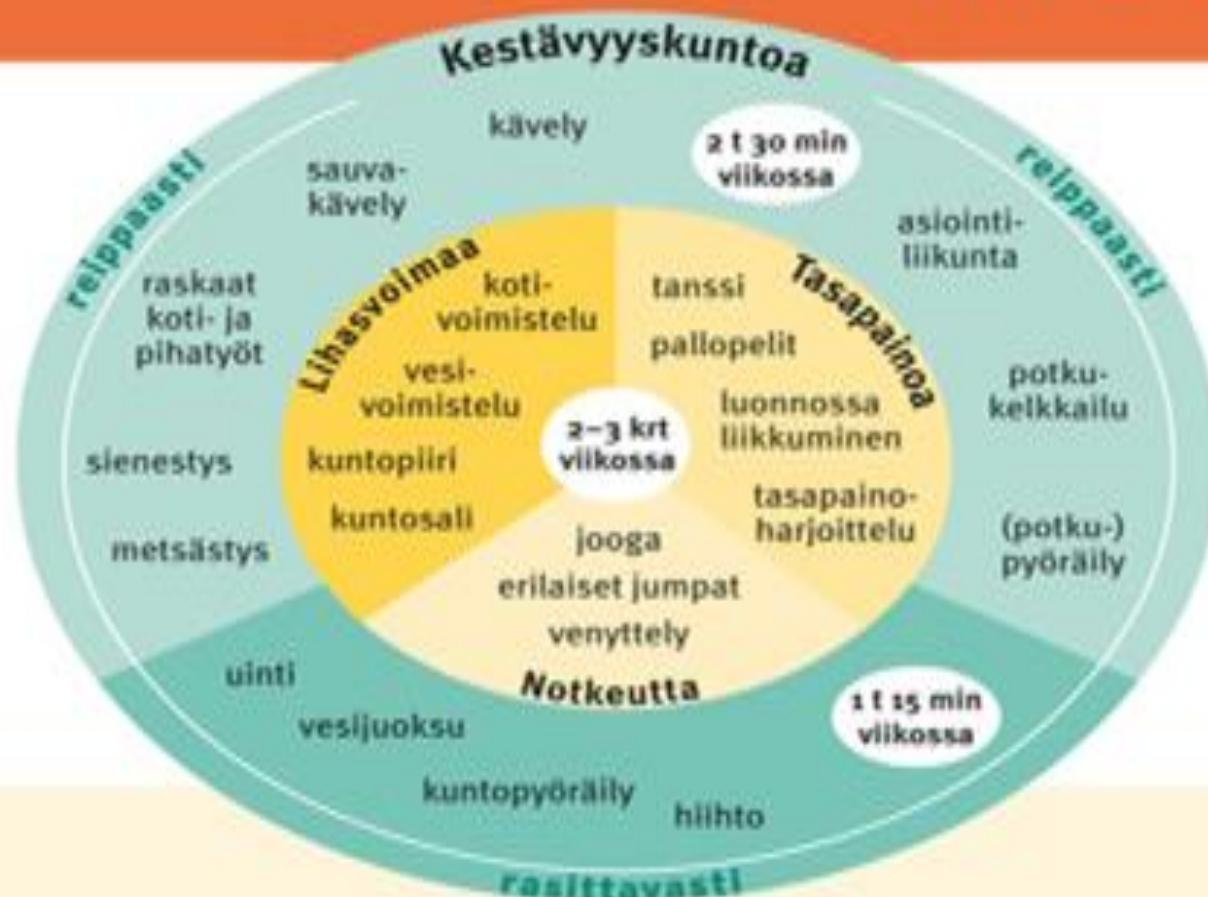 Kestävyyskuntoa
reippaasti
reippaasti
kävely
2 t 30 min
viikossa
sauva-
kävely
asiointi-
liikunta
raskaat
koti- ja
pihatyöt
potku-
kelkkailu
sienestys
metsästys
(potku-)
pyöräily
Lihasvoimaa
koti-
voimistelu
vesi-
voimistelu
kuntopiiri
kuntosali
Tasapainoa
tanssi
pallopelit
luonnossa
liikkuminen
tasapaino-
harjoittelu
2–3 krt
viikossa
jooga
erilaiset jumpat
venyttely
Notkeutta
uinti
vesijuoksu
kuntopyöräily
hiihto
1 t 15 min
viikossa
rasittavasti